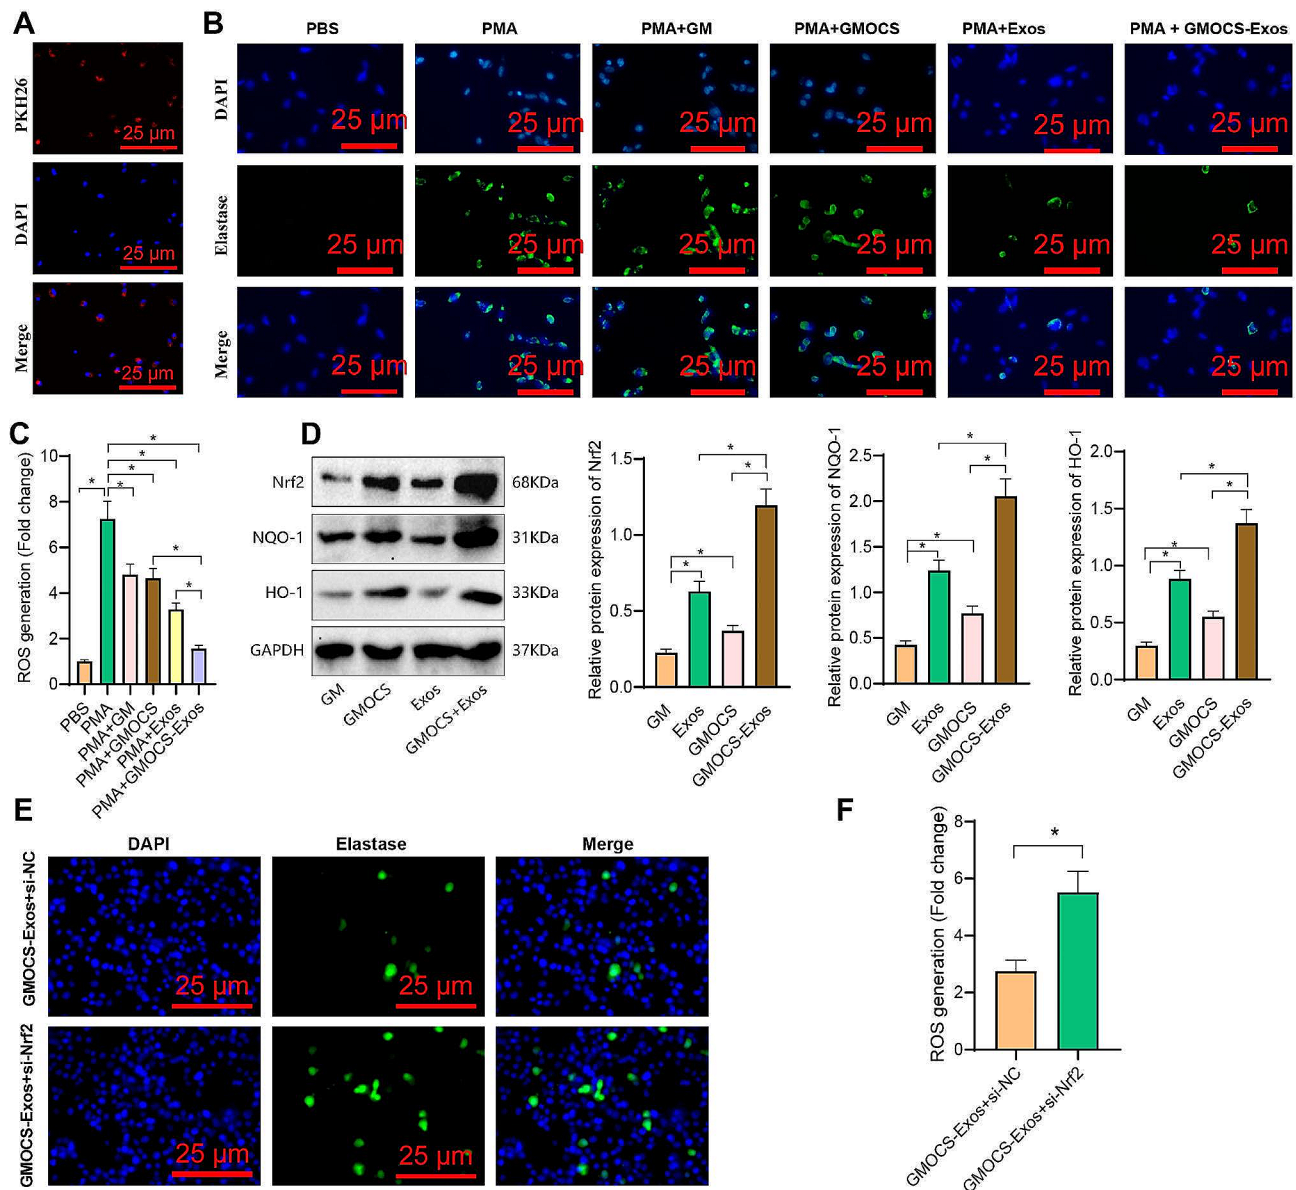 A
PKH26
25 µm
DAPI
25 µm
Merge
25 µm
B
PBS
PMA
PMA+GM
PMA+GMOCS
PMA+Exos
PMA + GMOCS-Exos
DAPI
25 µm
25 µm
25 µm
25 µm
25 µm
25 µm
Elastase
25 µm
25 µm
25 µm
25 µm
25 µm
25 µm
Merge
25 µm
25 µm
25 µm
25 µm
25 µm
25 µm
C
ROS generation (Fold change)
10
8
6
4
2
0
*
*
*
*
*
*
*
PBS
PMA
PMA+GM
PMA+GMOCS
PMA+Exos
PMA+GMOCS-Exos
D
Nrf2
68KDa
NQO-1
31KDa
HO-1
33KDa
GAPDH
37KDa
GM
GMOCS
Exos
GMOCS+Exos
Relative protein expression of Nrf2
1.5
1.0
0.5
0.0
*
*
*
*
GM
Exos
GMOCS
GMOCS-Exos
Relative protein expression of NQO-1
2.5
2.0
1.5
1.0
0.5
0.0
*
*
*
*
GM
Exos
GMOCS
GMOCS-Exos
Relative protein expression of HO-1
2.0
1.5
1.0
0.5
0.0
*
*
*
*
GM
Exos
GMOCS
GMOCS-Exos
E
DAPI
Elastase
Merge
GMOCS-Exos+si-NC
25 µm
25 µm
25 µm
GMOCS-Exos+si-Nrf2
25 µm
25 µm
25 µm
F
ROS generation (Fold change)
8
6
4
2
0
*
GMOCS-Exos+si-NC
GMOCS-Exos+si-Nrf2